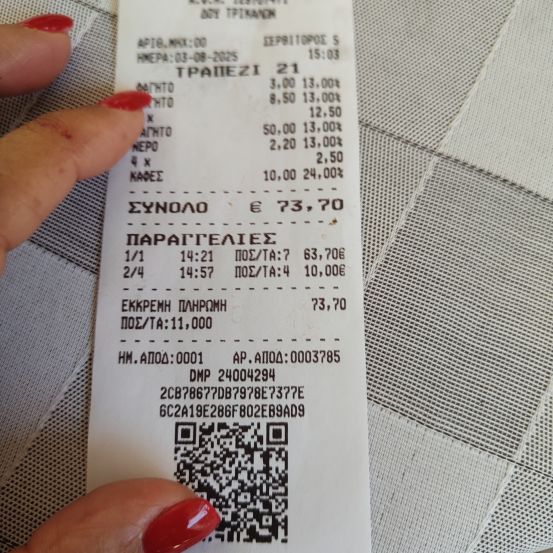 ΔΟΥ ΤΡΙΚΑΛΩΝ
ΑΡΙΘ.ΜΗΧ:00 ΣΕΡΒΙΤΟΡΟΣ 5
ΗΜΕΡΑ:03-08-2025 15:03
ΤΡΑΠΕΖΙ 21
ΦΑΓΗΤΟ 3,00 13,00%
ΓΗΤΟ 8,50 13,00%
x 12,50
ΦΑΓΗΤΟ 50,00 13,00%
ΝΕΡΟ 2,20 13,00%
4 x 2,50
ΚΑΦΕΣ 10,00 24,00%
ΣΥΝΟΛΟ € 73,70
ΠΑΡΑΓΓΕΛΙΕΣ
1/1 14:21 ΠΟΣ/ΤΑ:7 63,70€
2/4 14:57 ΠΟΣ/ΤΑ:4 10,00€
ΕΚΚΡΕΜΗ ΠΛΗΡΩΜΗ 73,70
ΠΟΣ/ΤΑ:11,000
ΗΜ.ΑΠΟΔ:0001 ΑΡ.ΑΠΟΔ:0003785
DMP 24004294
2CB78677DB7978E7377E
6C2A19E286F802EB9AD9